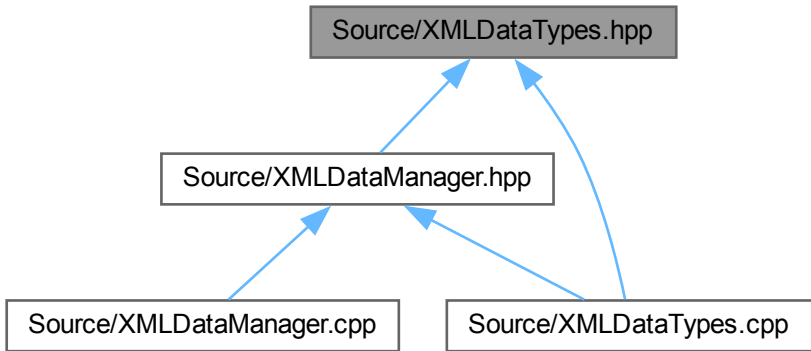 Source/XMLDataTypes.hpp
Source/XMLDataManager.hpp
Source/XMLDataManager.cpp
Source/XMLDataTypes.cpp